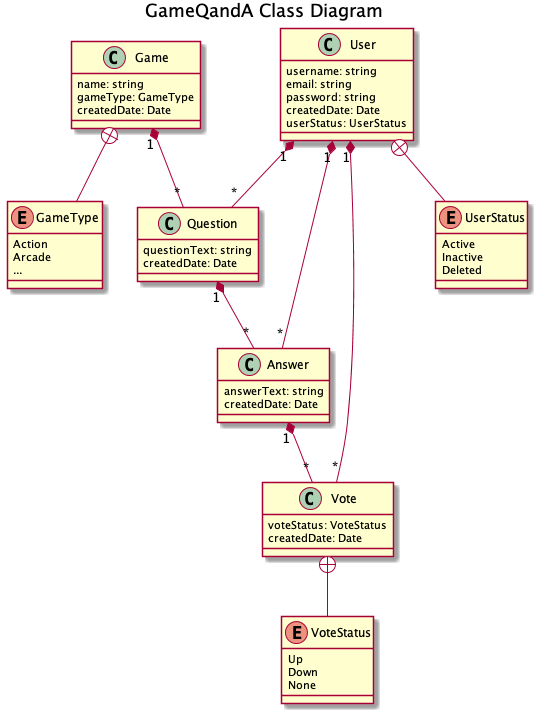 GameQandA Class Diagram
C Game
name: string
gameType: GameType
createdDate: Date
C User
username: string
email: string
password: string
createdDate: Date
userStatus: UserStatus
1
1
1
1
*
*
E GameType
Action
Arcade
...
C Question
questionText: string
createdDate: Date
E UserStatus
Active
Inactive
Deleted
1
*
*
C Answer
answerText: string
createdDate: Date
1
*
*
C Vote
voteStatus: VoteStatus
createdDate: Date
E VoteStatus
Up
Down
None